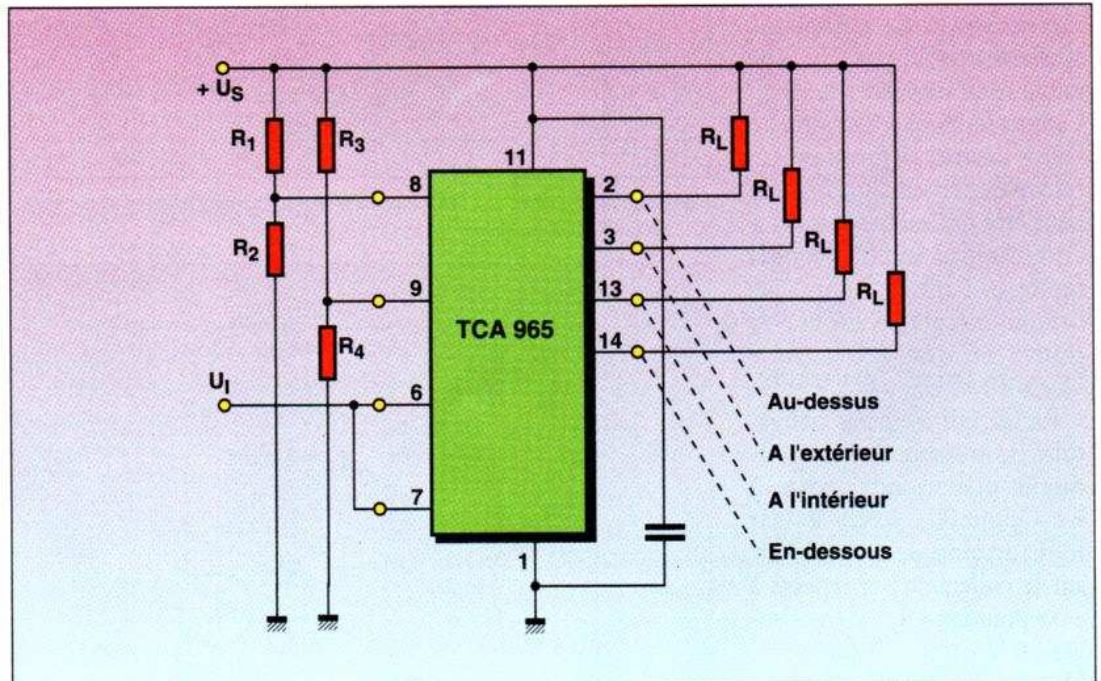 + US
R1
R3
R2
R4
UI
8
9
6
7
11
1
TCA 965
2
3
13
14
RL
RL
RL
RL
Au-dessus
A l'extérieur
A l'intérieur
En-dessous